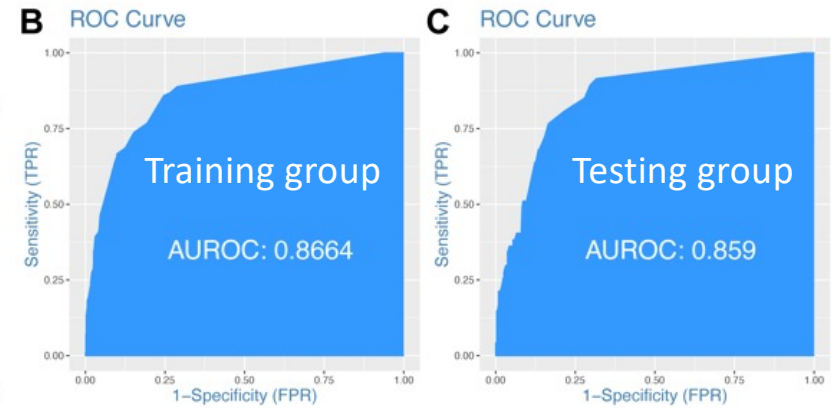 B ROC Curve
1.00
0.75
0.50
0.25
0.00
Sensitivity (TPR)
Training group
AUROC: 0.8664
0.00 0.25 0.50 0.75 1.00
1−Specificity (FPR)
C ROC Curve
1.00
0.75
0.50
0.25
0.00
Sensitivity (TPR)
Testing group
AUROC: 0.859
0.00 0.25 0.50 0.75 1.00
1−Specificity (FPR)